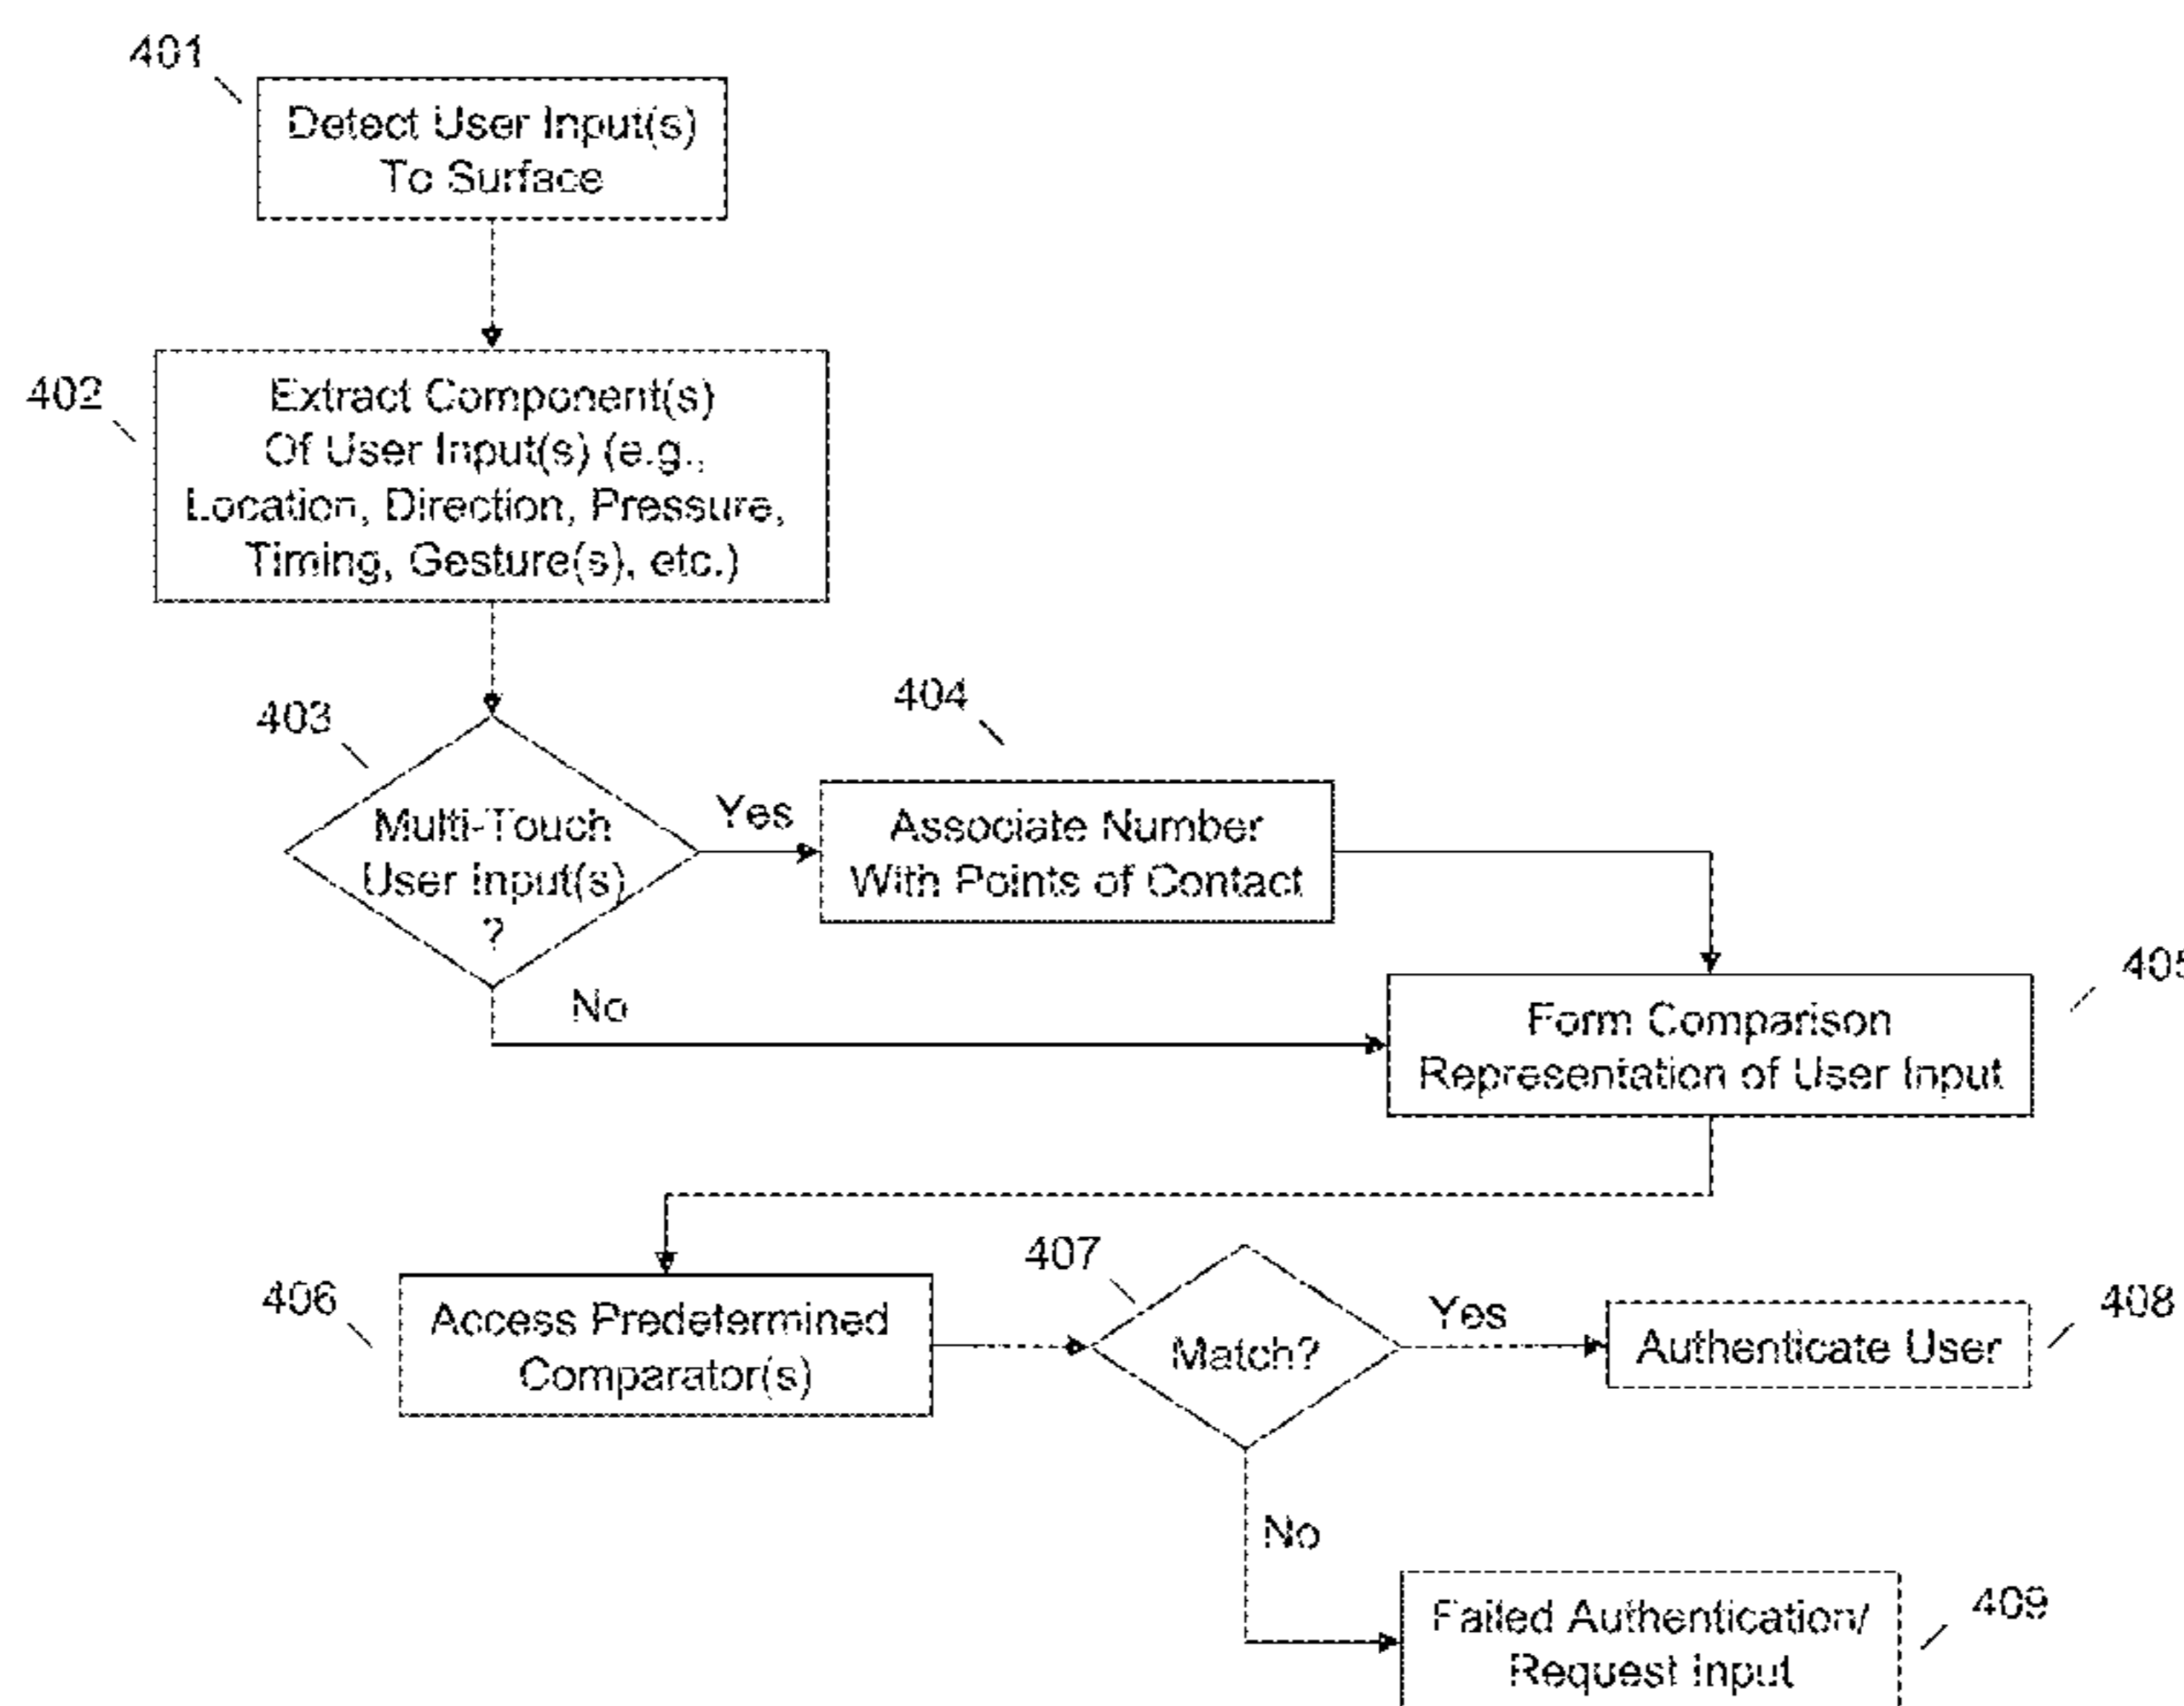 401
Detect User Input(s)
To Surface
402
Extract Component(s)
Of User Input(s) (e.g.,
Location, Direction, Pressure,
Timing, Gesture(s), etc.)
403
Multi-Touch
User Input(s)
?
Yes
No
404
Associate Number
With Points of Contact
405
Form Comparison
Representation of User Input
406
Access Predetermined
Comparator(s)
407
Match?
Yes
No
408
Authenticate User
409
Failed Authentication/
Request Input